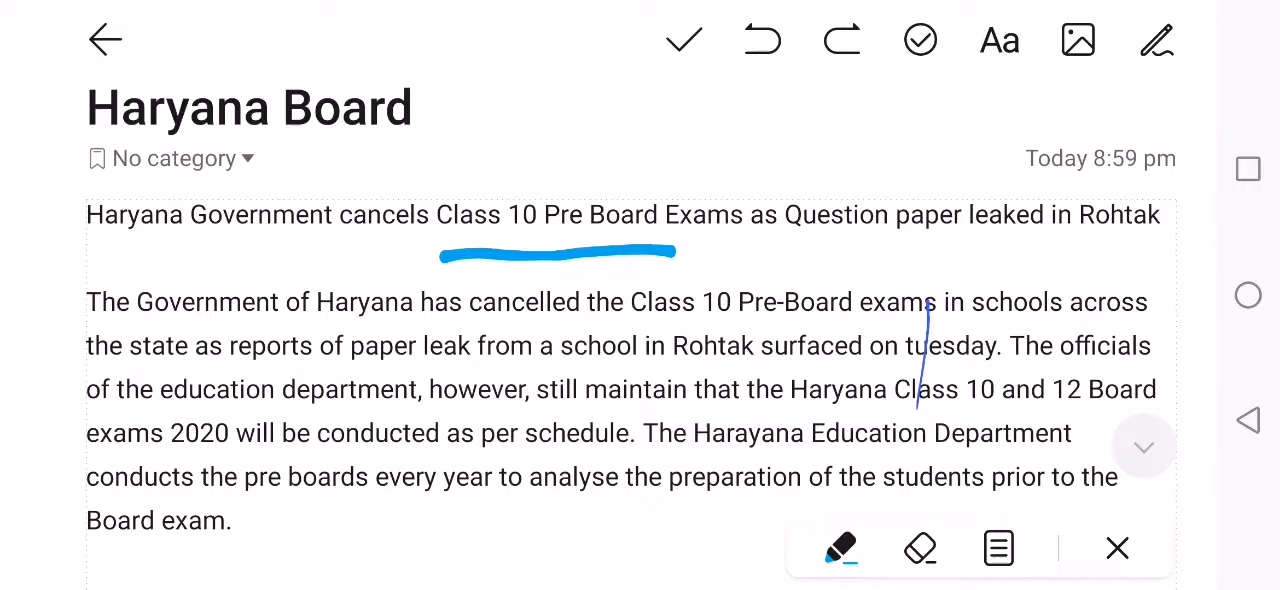 Aa
Haryana Board
No category
Today 8:59 pm
Haryana Government cancels Class 10 Pre Board Exams as Question paper leaked in Rohtak
The Government of Haryana has cancelled the Class 10 Pre-Board exams in schools across
the state as reports of paper leak from a school in Rohtak surfaced on tuesday. The officials
of the education department, however, still maintain that the Haryana Class 10 and 12 Board
exams 2020 will be conducted as per schedule. The Harayana Education Department
conducts the pre boards every year to analyse the preparation of the students prior to the
Board exam.